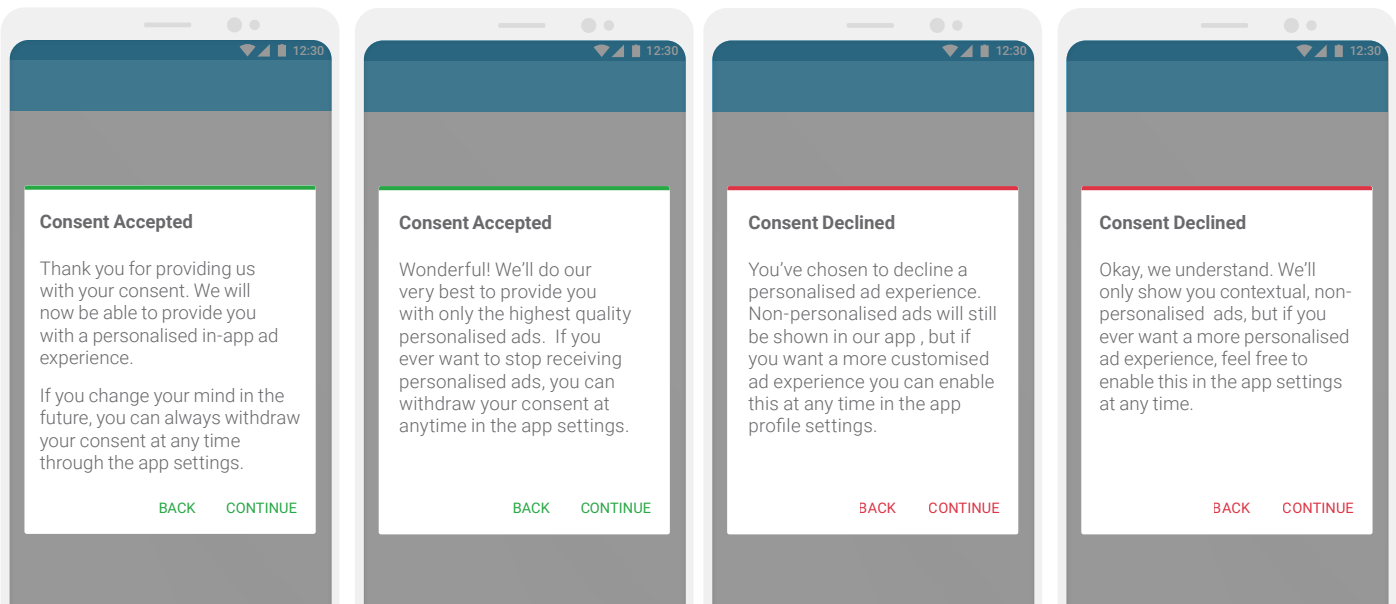 12:30
Consent Accepted
Thank you for providing us
with your consent. We will
now be able to provide you
with a personalised in-app ad
experience.
If you change your mind in the
future, you can always withdraw
your consent at any time
through the app settings.
BACK CONTINUE
12:30
Consent Accepted
Wonderful! We’ll do our
very best to provide you
with only the highest quality
personalised ads.  If you
ever want to stop receiving
personalised ads, you can
withdraw your consent at
anytime in the app settings.
BACK CONTINUE
12:30
Consent Declined
You’ve chosen to decline a
personalised ad experience.
Non-personalised ads will still
be shown in our app , but if
you want a more customised
ad experience you can enable
this at any time in the app
profile settings.
BACK CONTINUE
12:30
Consent Declined
Okay, we understand. We’ll
only show you contextual, non-
personalised  ads, but if you
ever want a more personalised
ad experience, feel free to
enable this in the app settings
at any time.
BACK CONTINUE